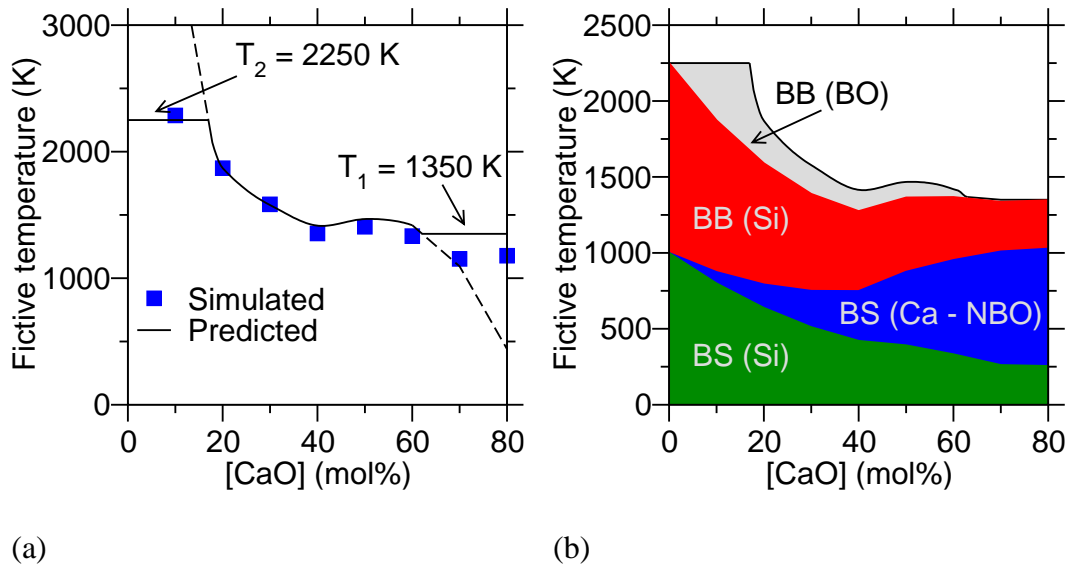 3000
2000
1000
0
0
20
40
60
80
[CaO] (mol%)
Fictive temperature (K)
T2 = 2250 K
T1 = 1350 K
Simulated
Predicted
2500
2000
1500
1000
500
0
0
20
40
60
80
[CaO] (mol%)
Fictive temperature (K)
BB (BO)
BB (Si)
BS (Ca - NBO)
BS (Si)
(a)
(b)